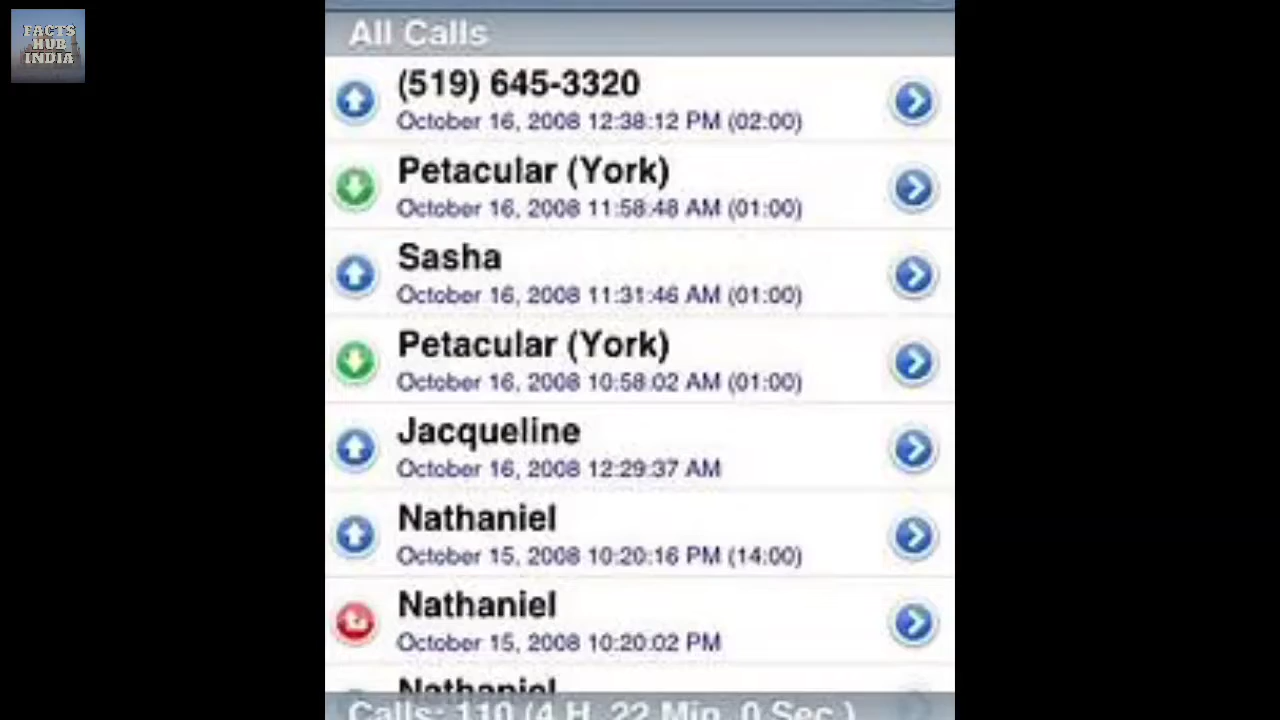 FACTS
HUB
INDIA
All Calls
(519) 645-3320
October 16, 2008 12:38:12 PM (02:00)
Petacular (York)
October 16, 2008 11:58:48 AM (01:00)
Sasha
October 16, 2008 11:31:46 AM (01:00)
Petacular (York)
October 16, 2008 10:58:02 AM (01:00)
Jacqueline
October 16, 2008 12:29:37 AM
Nathaniel
October 15, 2008 10:20:16 PM (14:00)
Nathaniel
October 15, 2008 10:20:02 PM
Nathaniel
Calls: 110 (4 H, 22 Min, 0 Sec.)